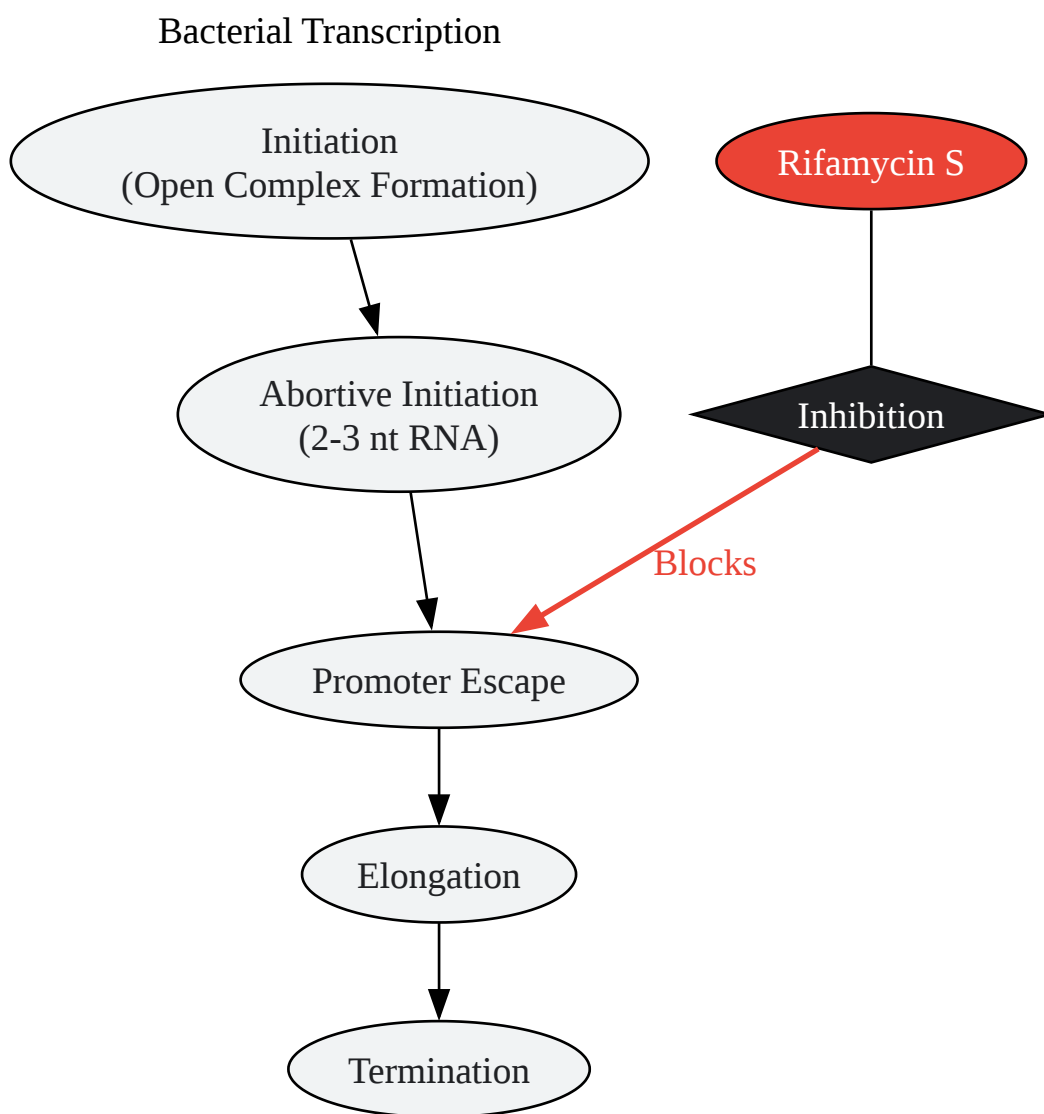 Bacterial Transcription
Initiation
(Open Complex Formation)
Rifamycin S
Abortive Initiation
(2-3 nt RNA)
Inhibition
Blocks
Promoter Escape
Elongation
Termination